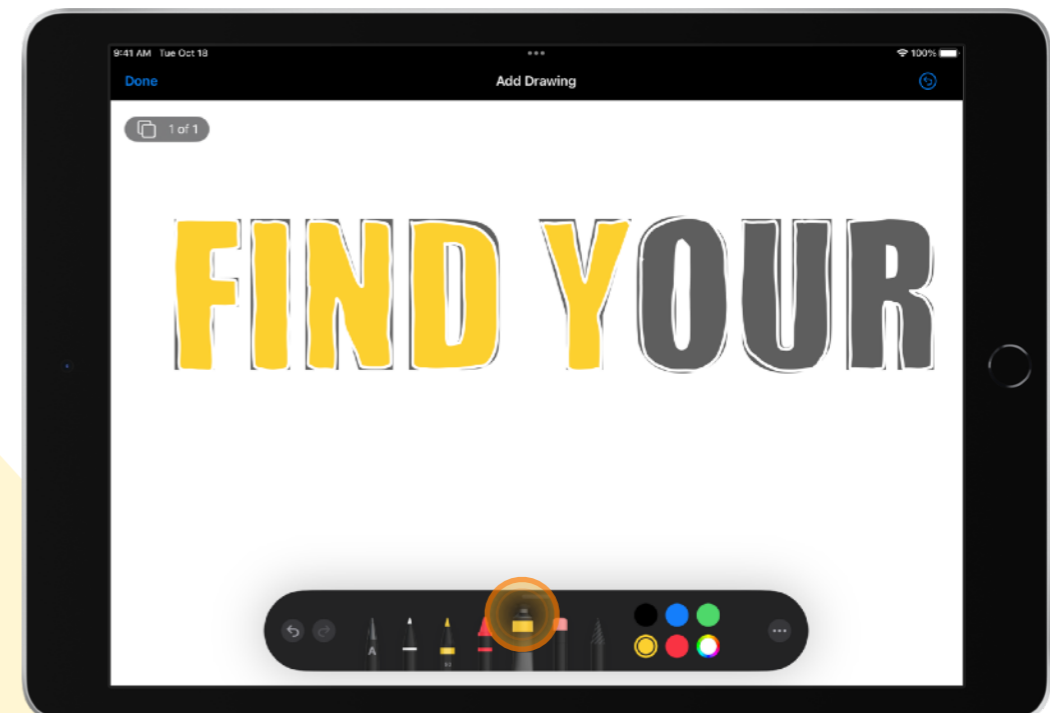 9:41 AM Tue Oct 18
100%
Done
Add Drawing
1 of 1
FIND YOUR
A